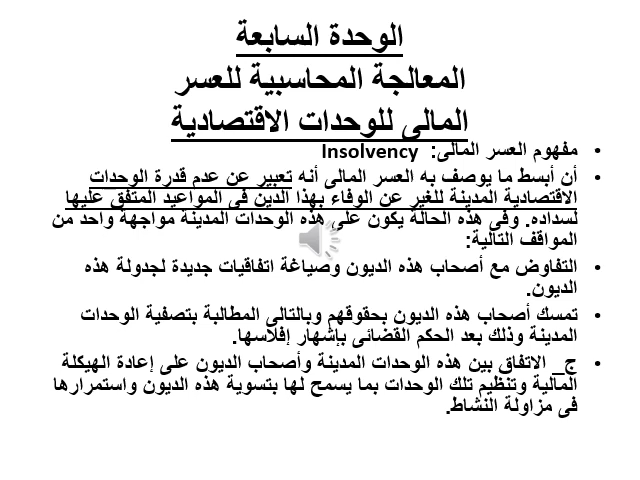 الوحدة السابعة
المعالجة المحاسبية للعسر
المالى للوحدات الاقتصادية
• مفهوم العسر المالى: Insolvency
• أن أبسط ما يوصف به العسر المالى أنه تعبير عن عدم قدرة الوحدات
الاقتصادية المدينة للغير عن الوفاء بهذا الدين فى المواعيد المتفق عليها
لسداده. وفى هذه الحالة يكون على هذه الوحدات المدينة مواجهة واحد من
المواقف التالية:
• التفاوض مع أصحاب هذه الديون وصياغة اتفاقيات جديدة لجدولة هذه
الديون.
• تمسك أصحاب هذه الديون بحقوقهم وبالتالى المطالبة بتصفية الوحدات
المدينة وذلك بعد الحكم القضائى بإشهار إفلاسها.
• ج_ الاتفاق بين هذه الوحدات المدينة وأصحاب الديون على إعادة الهيكلة
المالية وتنظيم تلك الوحدات بما يسمح لها بتسوية هذه الديون واستمرارها
فى مزاولة النشاط.